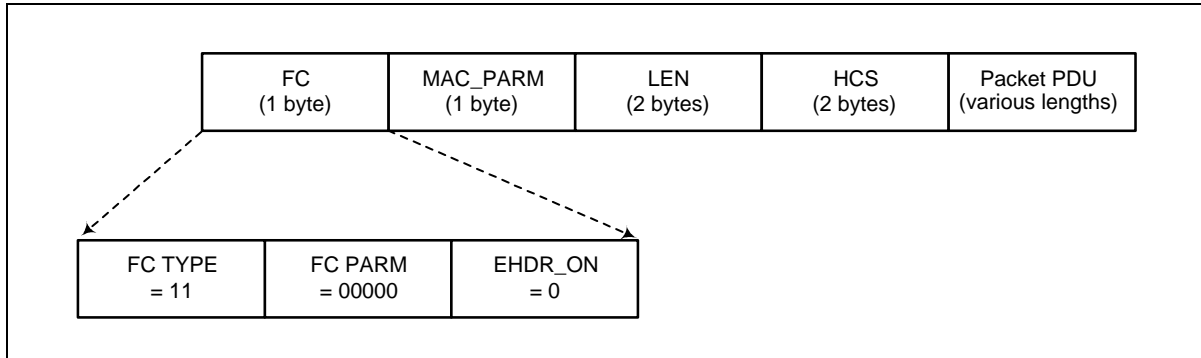 FC
(1 byte)
MAC_PARM
(1 byte)
LEN
(2 bytes)
HCS
(2 bytes)
Packet PDU
(various lengths)
FC TYPE
= 11
FC PARM
= 00000
EHDR_ON
= 0